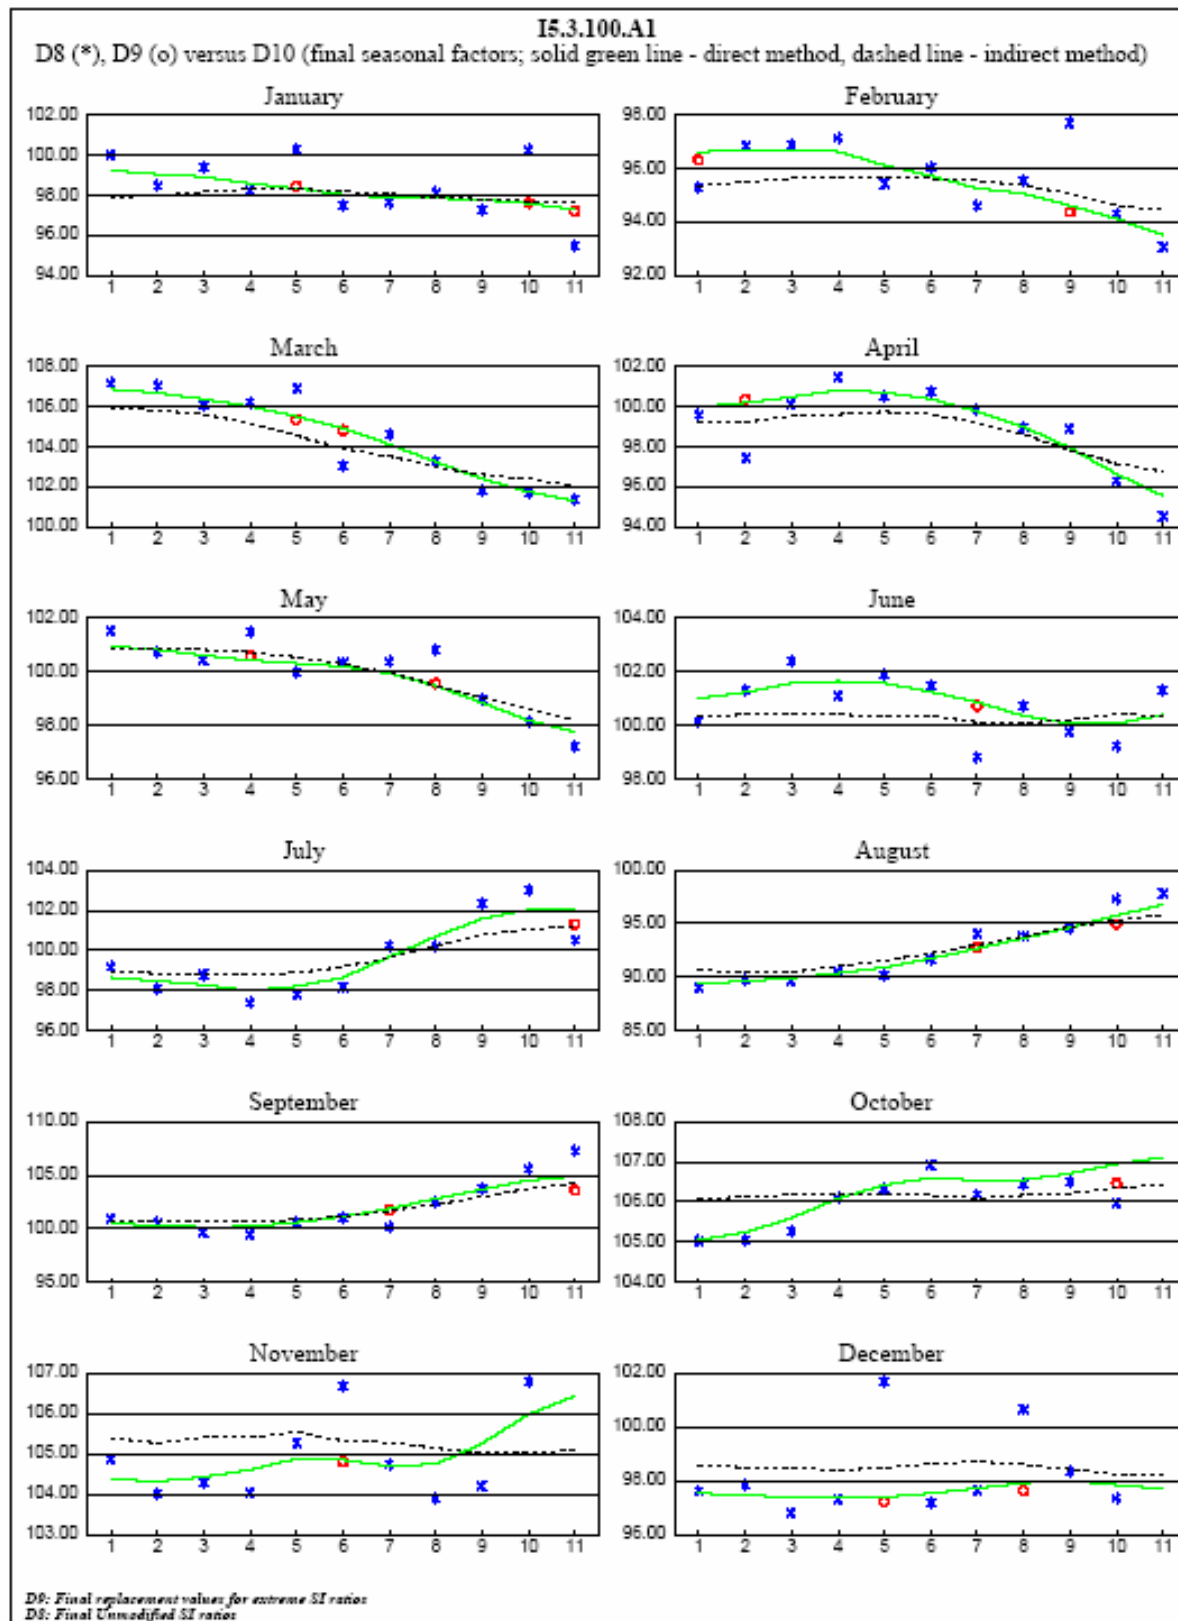 I5.3.100.A1
D8 (*), D9 (o) versus D10 (final seasonal factors; solid green line - direct method, dashed line - indirect method)
January
102.00
100.00
98.00
96.00
94.00
1 2 3 4 5 6 7 8 9 10 11
February
98.00
96.00
94.00
92.00
1 2 3 4 5 6 7 8 9 10 11
March
108.00
106.00
104.00
102.00
100.00
1 2 3 4 5 6 7 8 9 10 11
April
102.00
100.00
98.00
96.00
94.00
1 2 3 4 5 6 7 8 9 10 11
May
102.00
100.00
98.00
96.00
1 2 3 4 5 6 7 8 9 10 11
June
104.00
102.00
100.00
98.00
1 2 3 4 5 6 7 8 9 10 11
July
104.00
102.00
100.00
98.00
96.00
1 2 3 4 5 6 7 8 9 10 11
August
100.00
95.00
90.00
85.00
1 2 3 4 5 6 7 8 9 10 11
September
110.00
105.00
100.00
95.00
1 2 3 4 5 6 7 8 9 10 11
October
108.00
107.00
106.00
105.00
104.00
1 2 3 4 5 6 7 8 9 10 11
November
107.00
106.00
105.00
104.00
103.00
1 2 3 4 5 6 7 8 9 10 11
December
102.00
100.00
98.00
96.00
1 2 3 4 5 6 7 8 9 10 11
D9: Final replacement values for extreme SI ratios
D8: Final Unmodified SI ratios